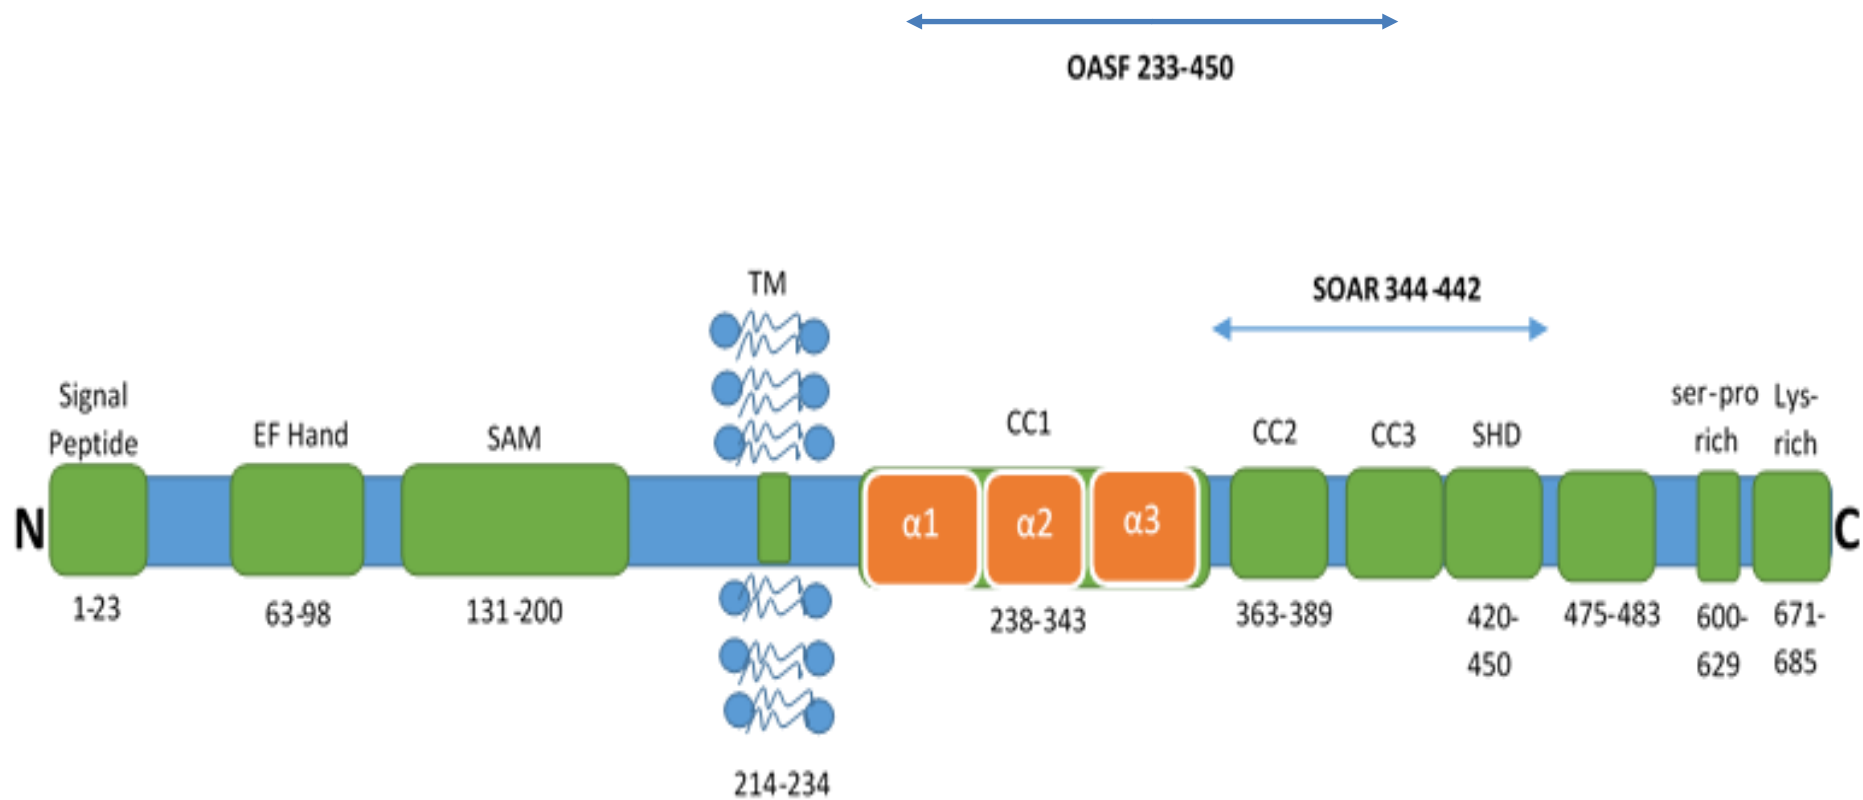 OASF 233-450
TM
SOAR 344-442
Signal
Peptide
EF Hand
SAM
CC1
CC2
CC3
SHD
ser-pro
rich
Lys-
rich
N
α1
α2
α3
C
1-23
63-98
131-200
238-343
363-389
420-
450
475-483
600-
629
671-
685
214-234